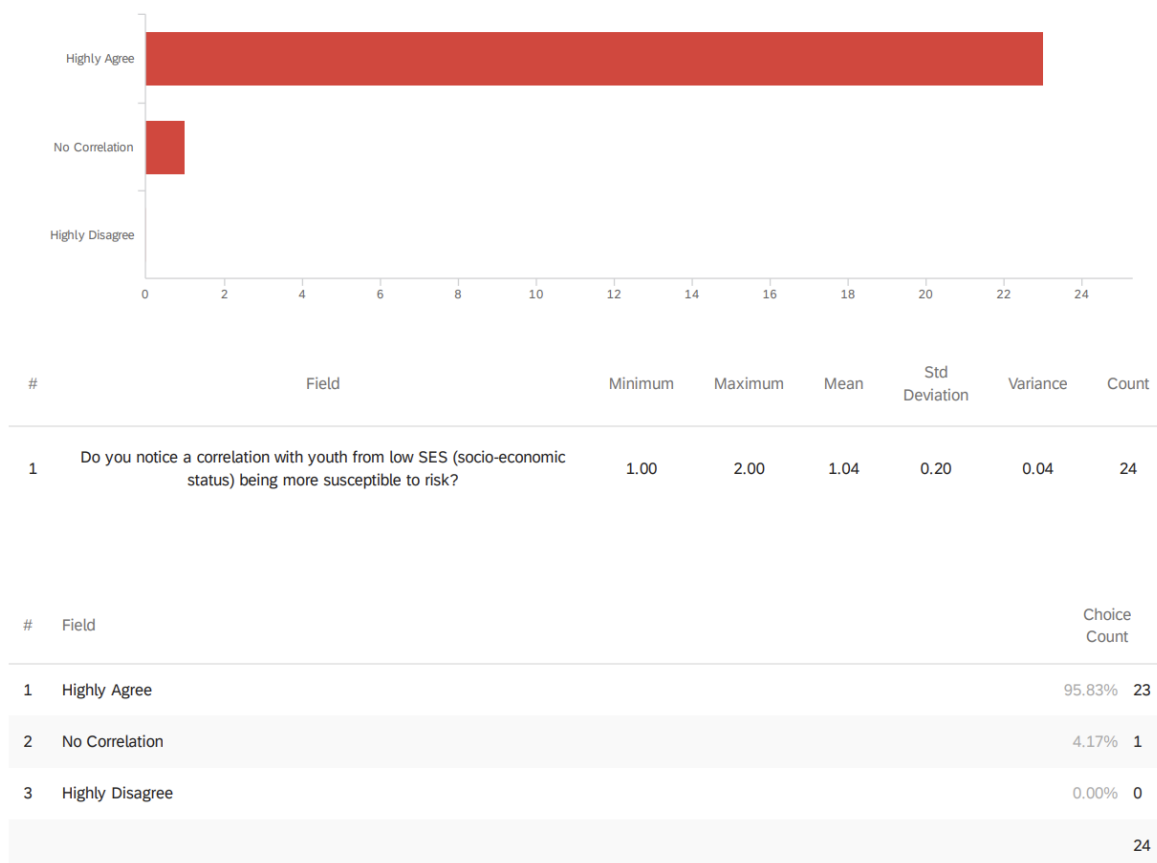 Highly Agree
No Correlation
Highly Disagree
0 2 4 6 8 10 12 14 16 18 20 22 24
# Field Minimum Maximum Mean Std Deviation Variance Count
1 Do you notice a correlation with youth from low SES (socio-economic
status) being more susceptible to risk? 1.00 2.00 1.04 0.20 0.04 24
# Field Choice Count
1 Highly Agree 95.83% 23
2 No Correlation 4.17% 1
3 Highly Disagree 0.00% 0
24